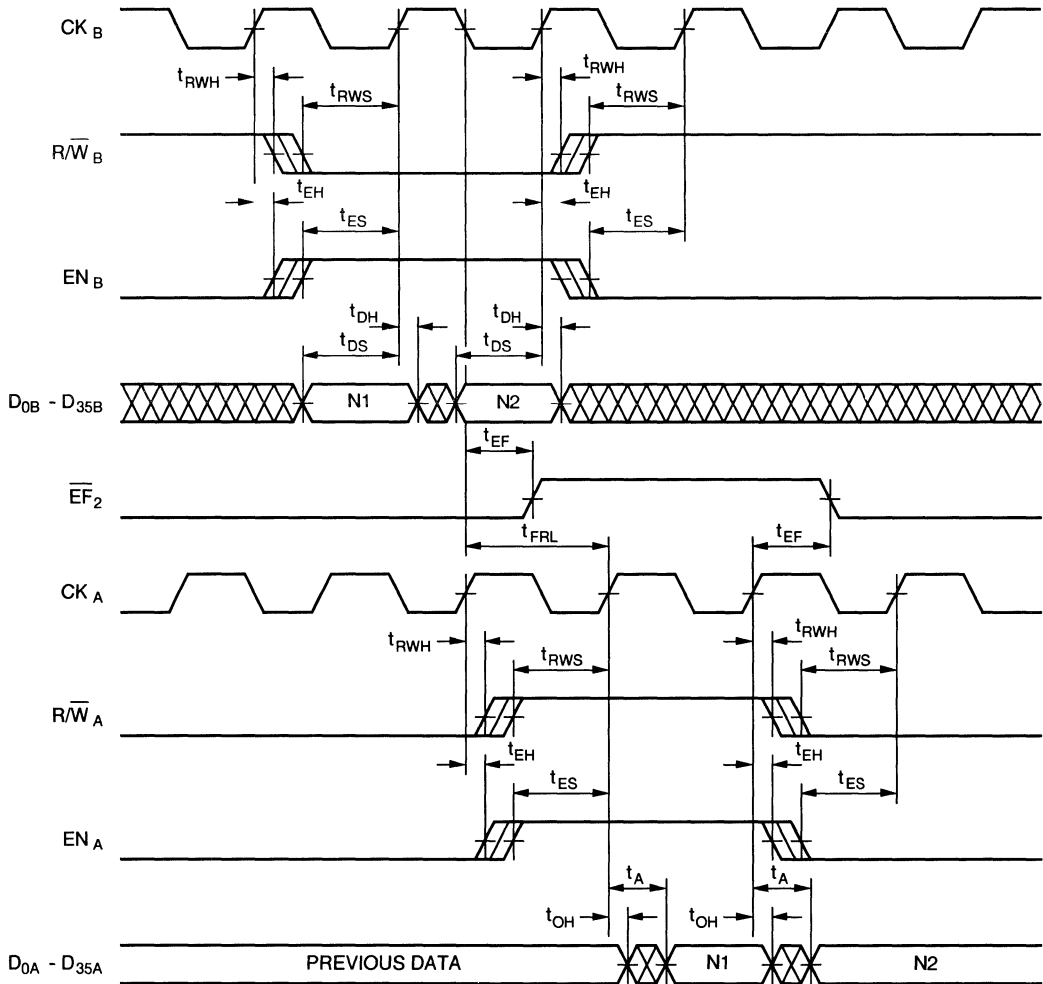 CK B
tRWH
tRWS
tRWH
tRWS
R/W̅ B
tEH
tES
tEH
tES
EN B
tDH
tDS
tDH
tDS
D0B - D35B
N1
N2
tEF
E̅F̅2
tFRL
tEF
CK A
tRWH
tRWS
tRWH
tRWS
R/W̅ A
tEH
tES
tEH
tES
EN A
tA
tOH
tA
tOH
D0A - D35A
PREVIOUS DATA
N1
N2